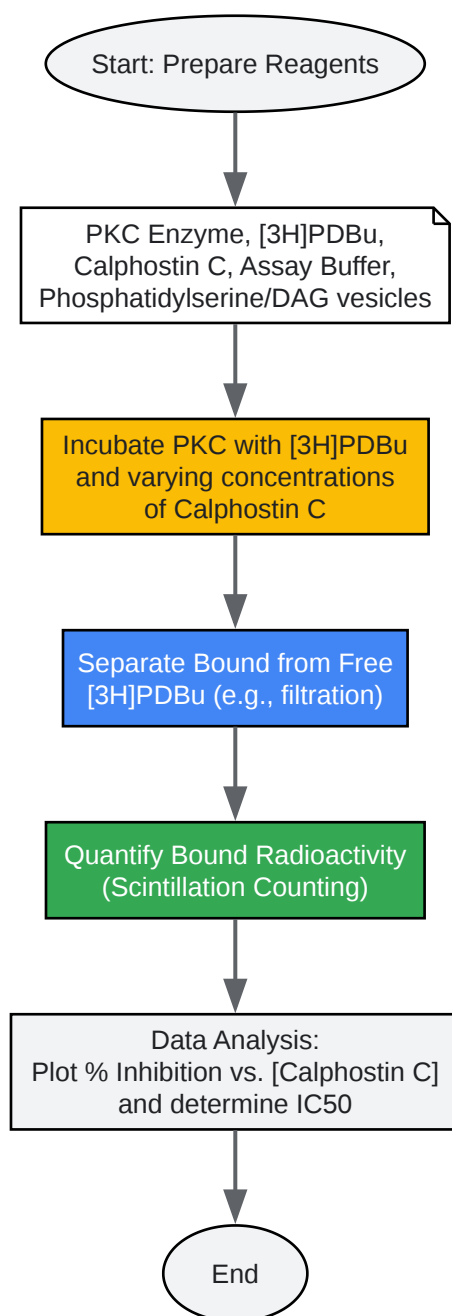 Start: Prepare Reagents
PKC Enzyme, [3H]PDBu,
Calphostin C, Assay Buffer,
Phosphatidylserine/DAG vesicles
Incubate PKC with [3H]PDBu
and varying concentrations
of Calphostin C
Separate Bound from Free
[3H]PDBu (e.g., filtration)
Quantify Bound Radioactivity
(Scintillation Counting)
Data Analysis:
Plot % Inhibition vs. [Calphostin C]
and determine IC50
End